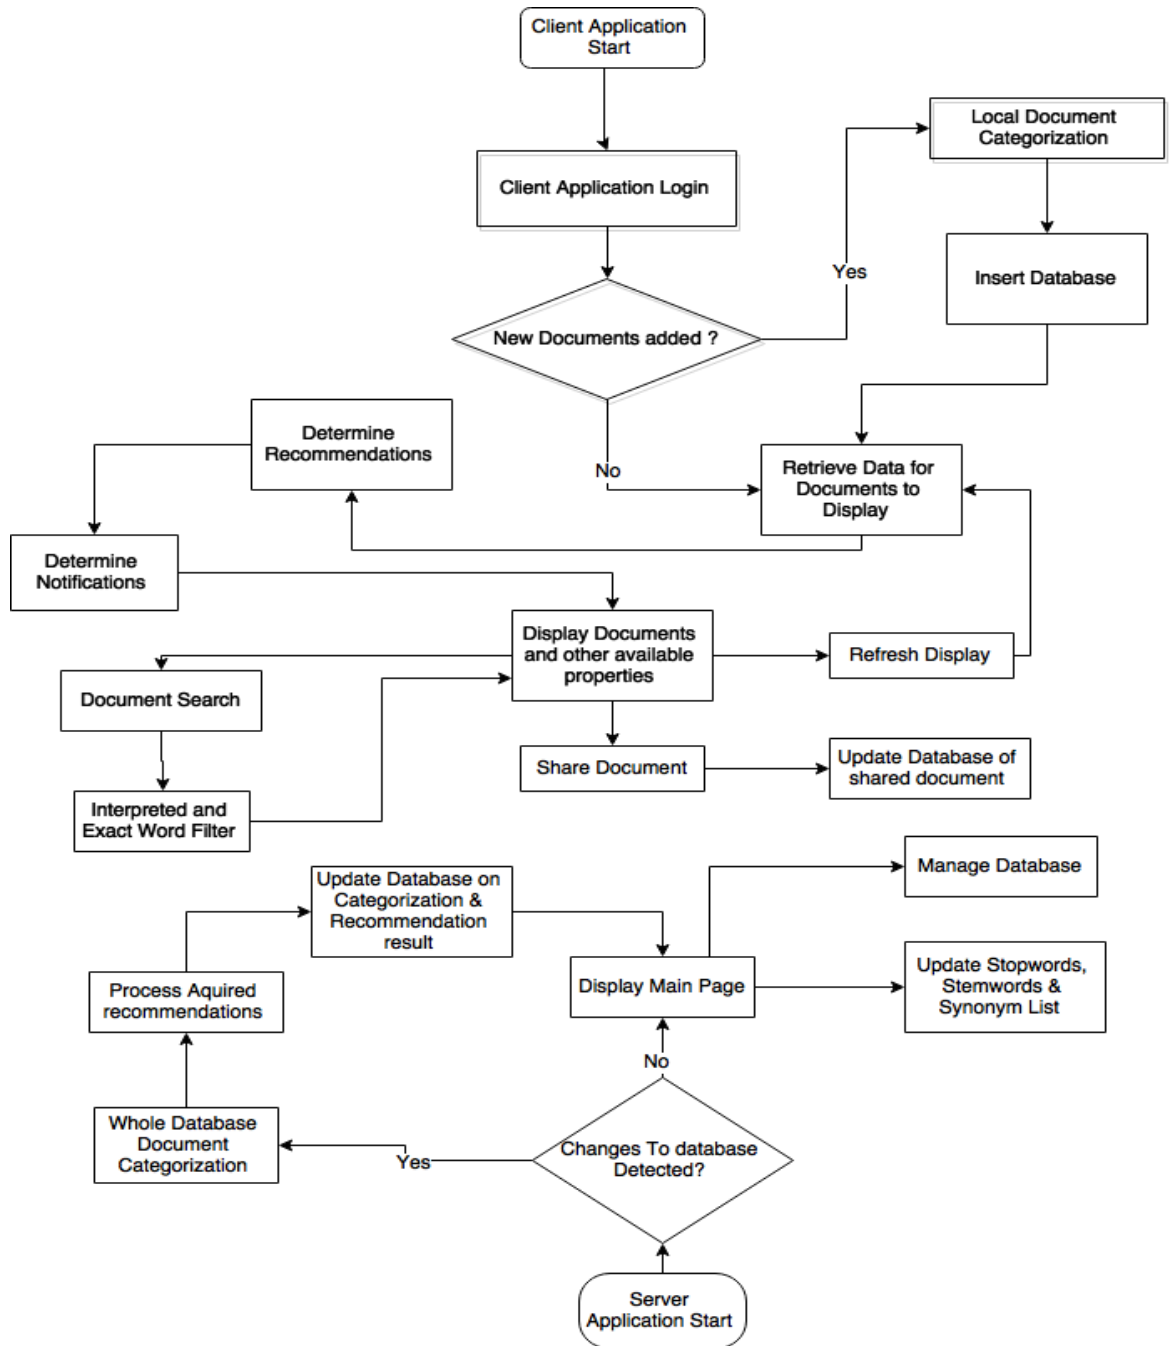 Client Application
Start
Local Document
Categorization
Client Application Login
Yes
Insert Database
New Documents added ?
Determine
Recommendations
No
Retrieve Data for
Documents to
Display
Determine
Notifications
Display Documents
and other available
properties
Refresh Display
Document Search
Share Document
Update Database of
shared document
Interpreted and
Exact Word Filter
Update Database on
Categorization &
Recommendation
result
Manage Database
Process Aquired
recommendations
Display Main Page
Update Stopwords,
Stemwords &
Synonym List
No
Whole Database
Document
Categorization
Yes
Changes To database
Detected?
Server
Application Start